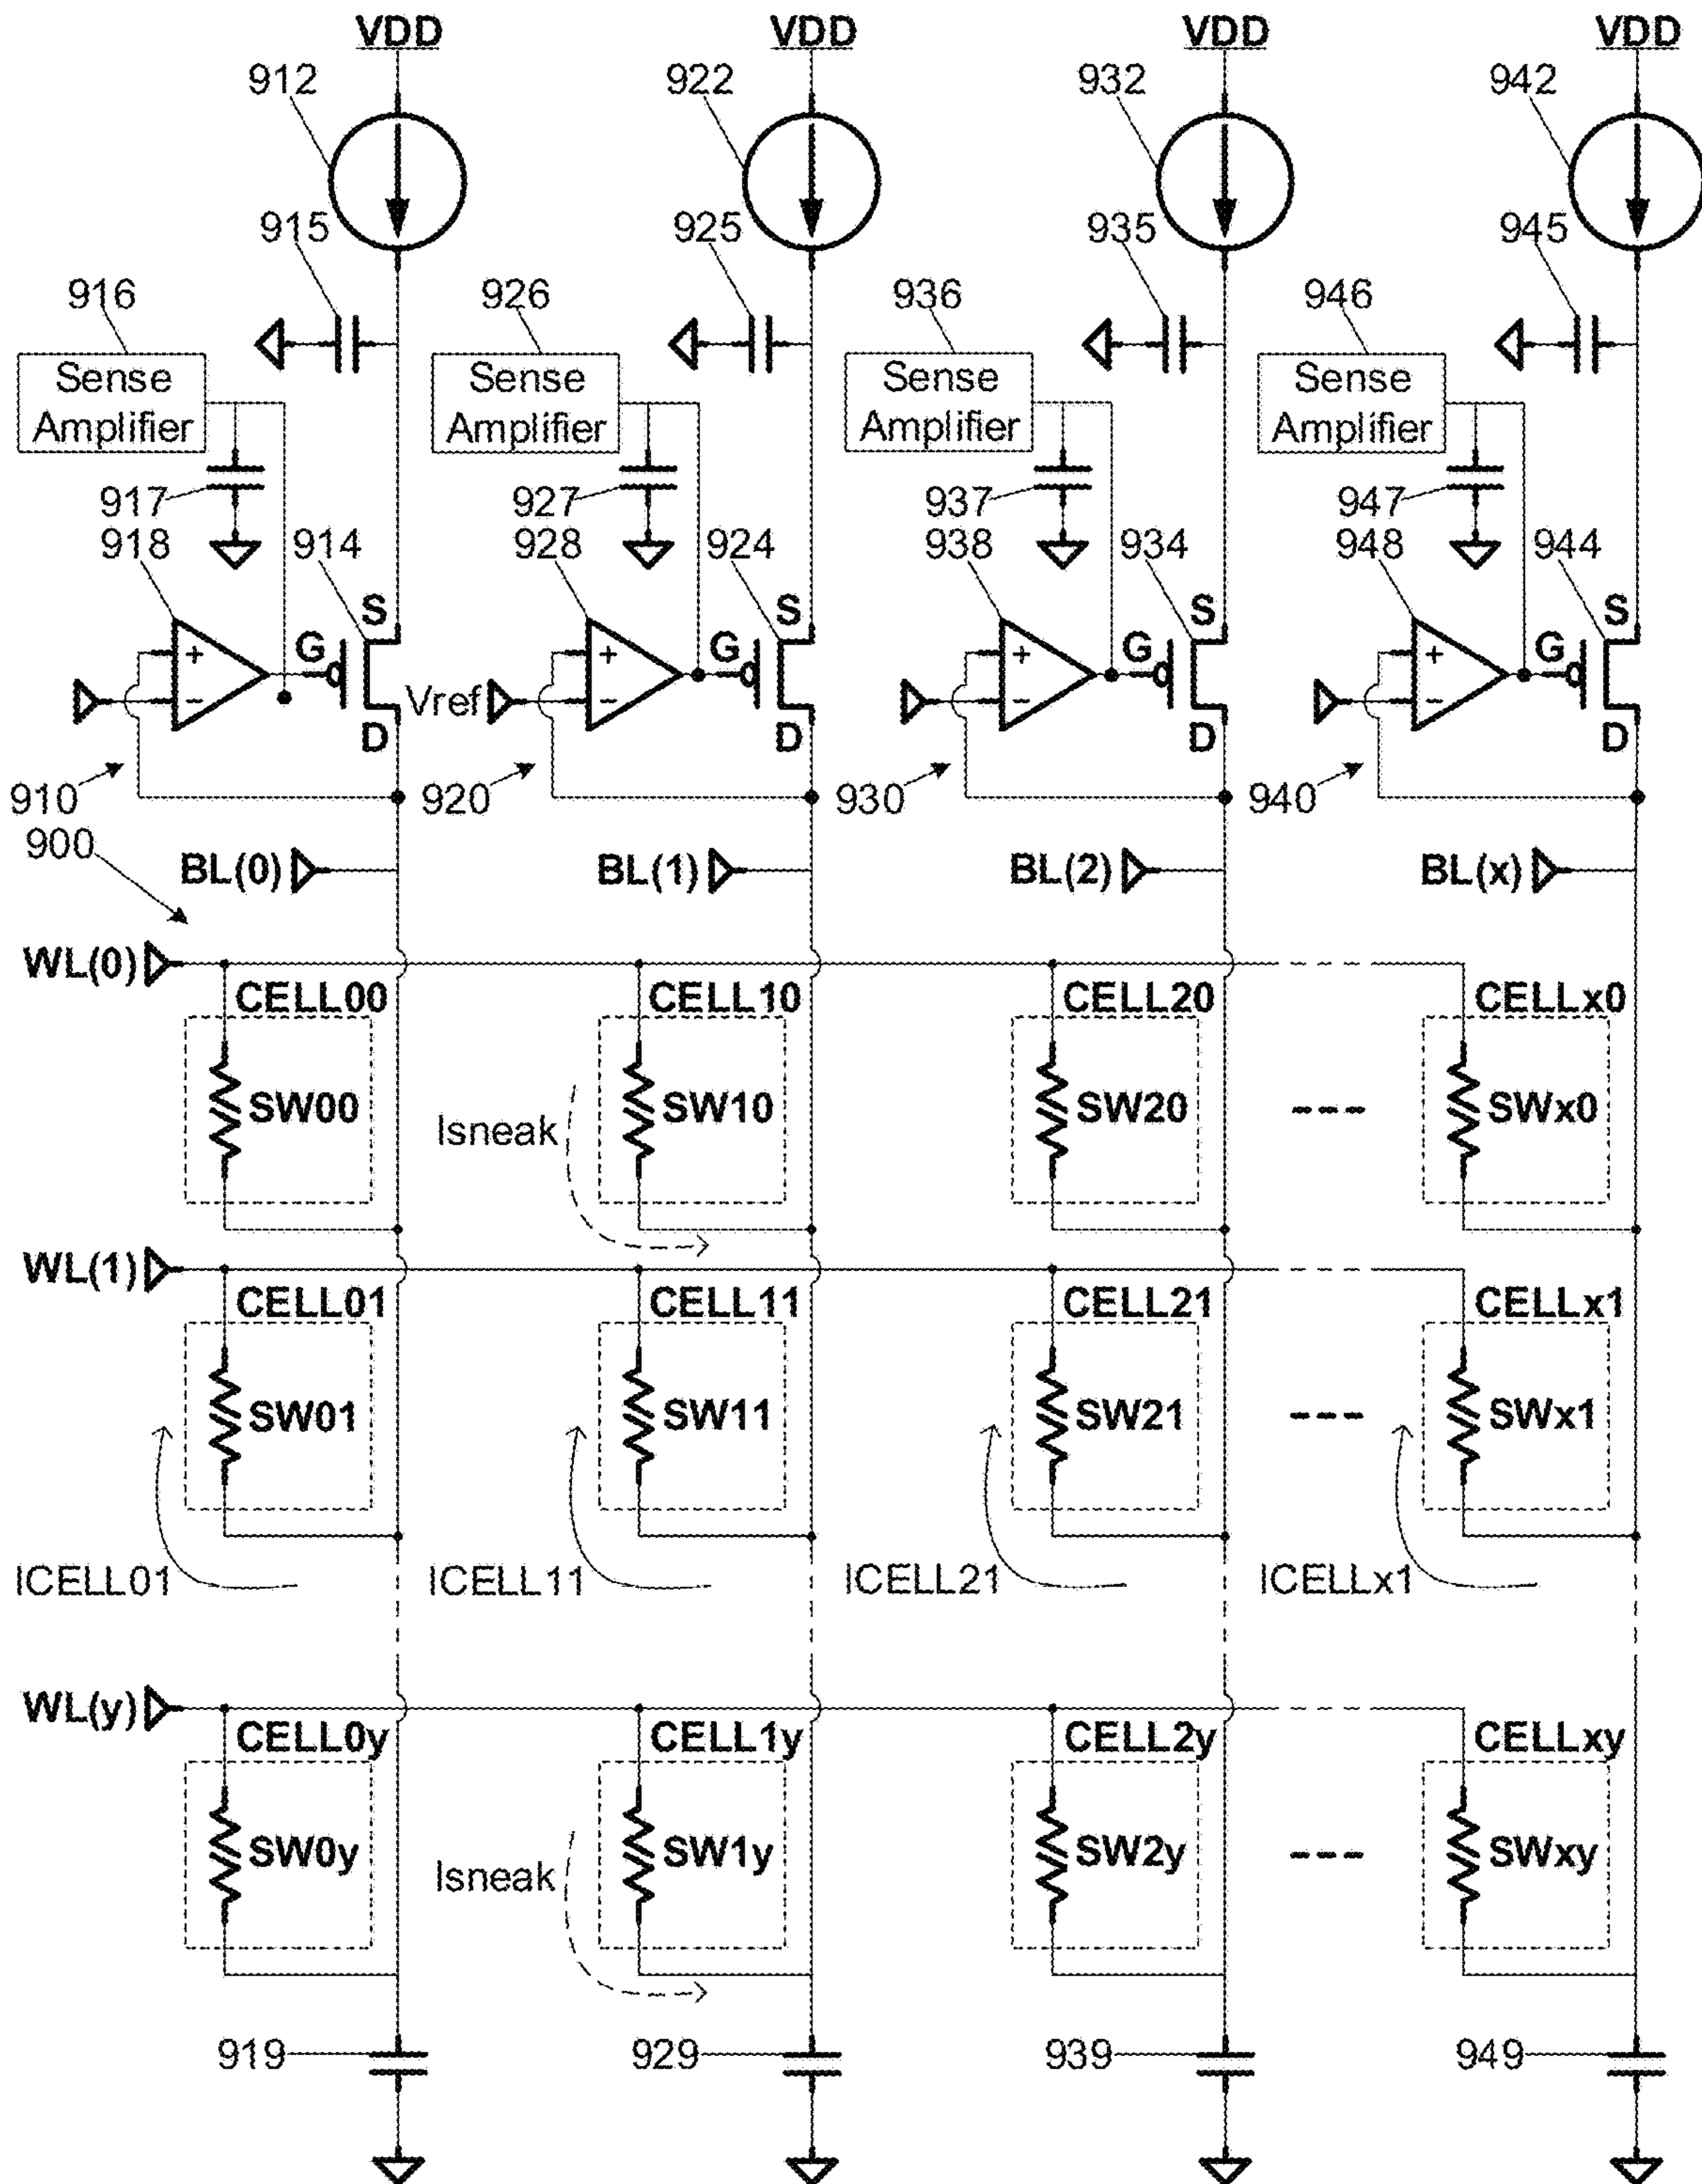 VDD VDD VDD VDD
912 922 932 942
915 925 935 945
916 926 936 946
Sense Amplifier Sense Amplifier Sense Amplifier Sense Amplifier
917 927 937 947
918 914 928 924 938 934 948 944
S S S S
+ G + G + G + G
− − − −
Vref
D D D D
910 920 930 940
900
BL(0) BL(1) BL(2) BL(x)
WL(0)
CELL00 CELL10 CELL20 CELLx0
SW00 SW10 SW20 --- SWx0
Isneak
WL(1)
CELL01 CELL11 CELL21 CELLx1
SW01 SW11 SW21 --- SWx1
ICELL01 ICELL11 ICELL21 ICELLx1
WL(y)
CELL0y CELL1y CELL2y CELLxy
SW0y SW1y SW2y --- SWxy
Isneak
919 929 939 949